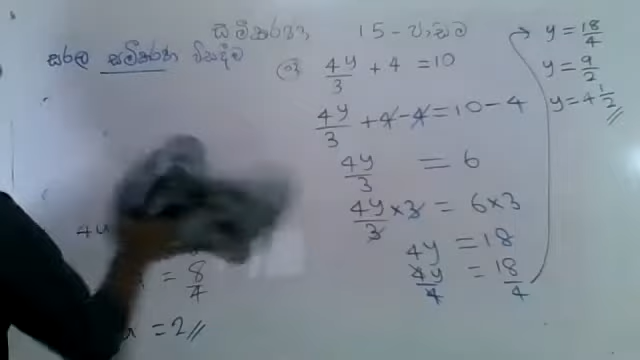 සමීකරණ 15 - පාඩම
සරල සමීකරණ විසඳීම
4y/3 + 4 = 10
4y/3 + 4 - 4 = 10 - 4
4y/3 = 6
4y/3 × 3 = 6 × 3
4y = 18
4y/4 = 18/4
y = 18/4
y = 9/2
y = 4 1/2
= 8/4
= 2